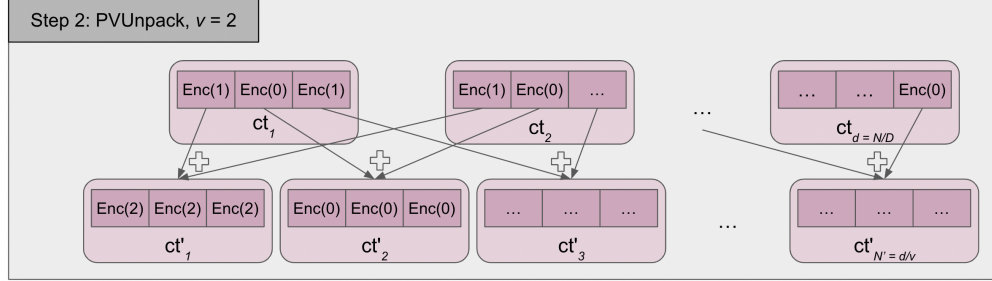 Step 2: PVUnpack, v = 2
Enc(1) Enc(0) Enc(1)
ct1
Enc(1) Enc(0) ...
ct2
...
... ... Enc(0)
ctd = N/D
Enc(2) Enc(2) Enc(2)
ct'1
Enc(0) Enc(0) Enc(0)
ct'2
... ... ...
ct'3
...
... ... ...
ct'N' = d/v